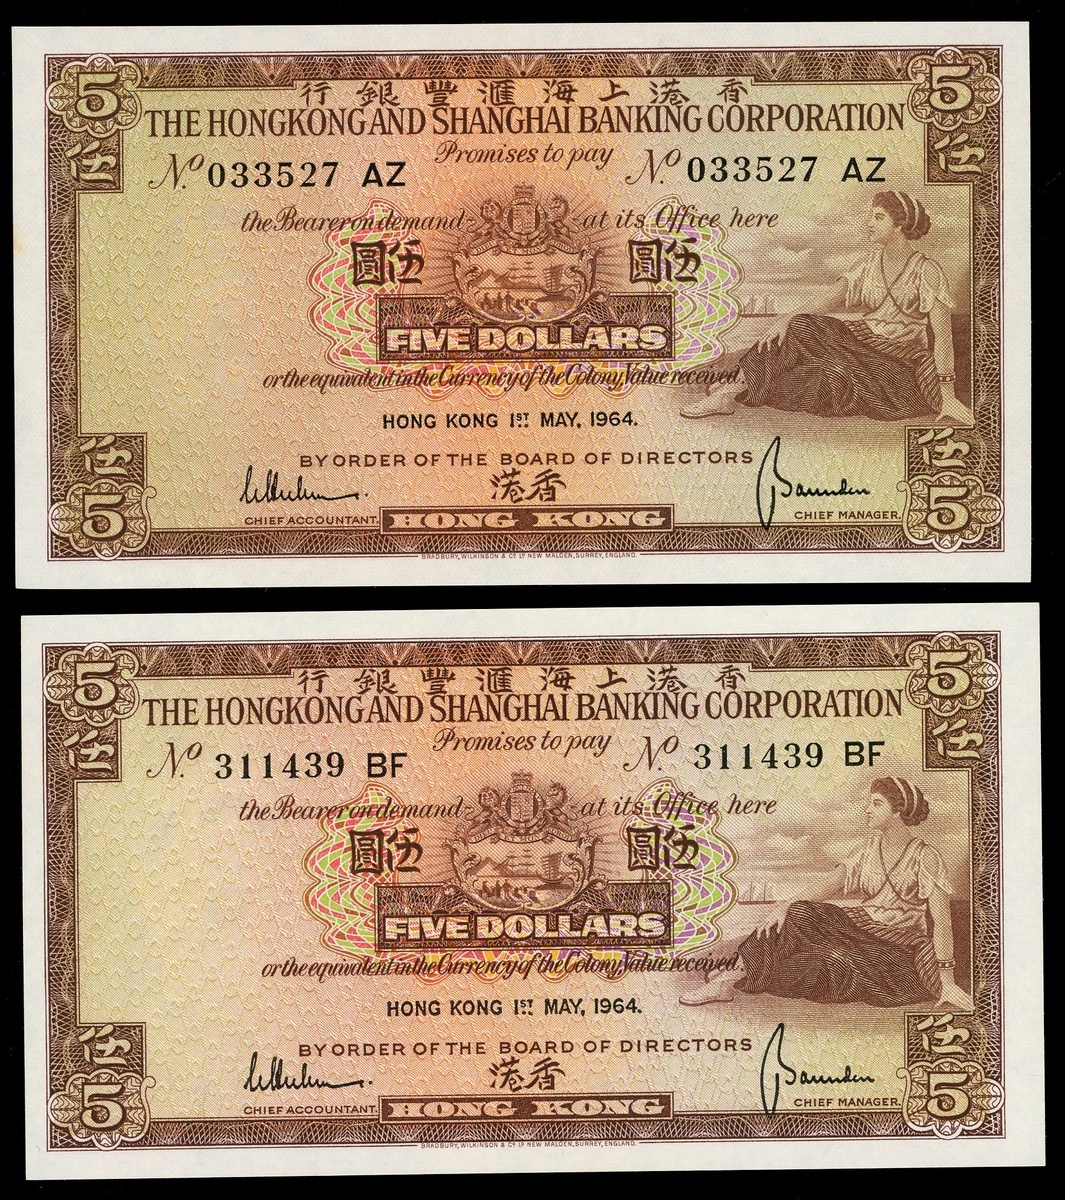 5 5
行銀豐滙海上港香
THE HONGKONG AND SHANGHAI BANKING CORPORATION
伍 Promises to pay 伍
Nº 033527 AZ Nº 033527 AZ
the Bearer on demand at its Office here
圓伍 圓伍
FIVE DOLLARS
or the equivalent in the Currency of the Colony, Value received.
HONG KONG 1ST MAY, 1964.
伍 BY ORDER OF THE BOARD OF DIRECTORS 伍
港香
5 CHIEF ACCOUNTANT. HONG KONG CHIEF MANAGER. 5
BRADBURY, WILKINSON & Cº Lº NEW MALDEN, SURREY, ENGLAND.
5 5
行銀豐滙海上港香
THE HONGKONG AND SHANGHAI BANKING CORPORATION
伍 Promises to pay 伍
Nº 311439 BF Nº 311439 BF
the Bearer on demand at its Office here
圓伍 圓伍
FIVE DOLLARS
or the equivalent in the Currency of the Colony, Value received.
HONG KONG 1ST MAY, 1964.
伍 BY ORDER OF THE BOARD OF DIRECTORS 伍
港香
5 CHIEF ACCOUNTANT. HONG KONG CHIEF MANAGER. 5
BRADBURY, WILKINSON & Cº Lº NEW MALDEN, SURREY, ENGLAND.